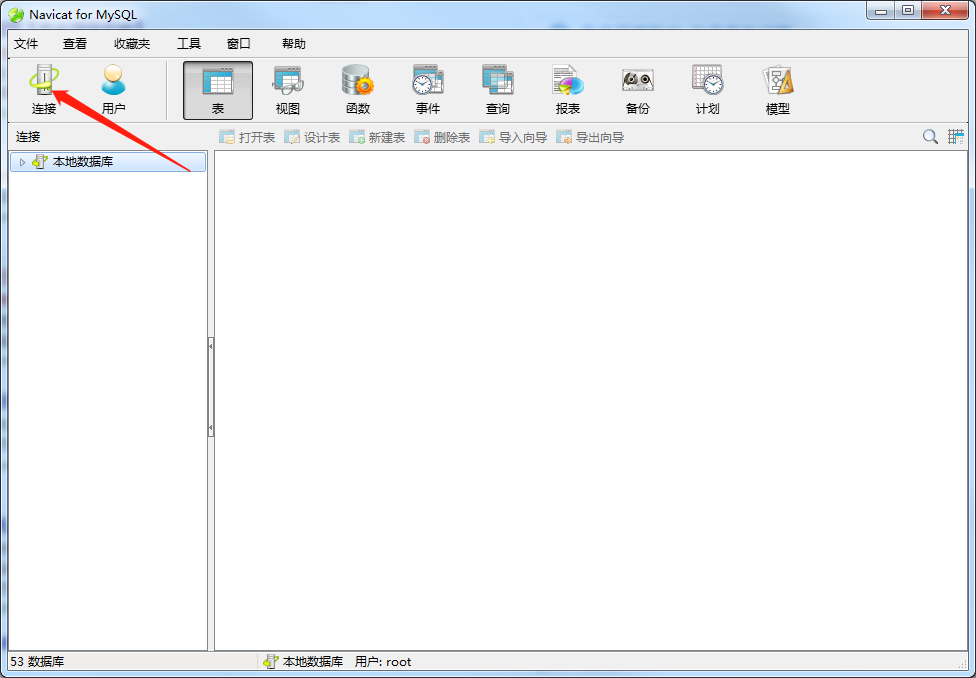 Navicat for MySQL
文件 查看 收藏夹 工具 窗口 帮助
连接 用户 表 视图 函数 事件 查询 报表 备份 计划 模型
连接 打开表 设计表 新建表 删除表 导入向导 导出向导
本地数据库
53 数据库 本地数据库 用户: root